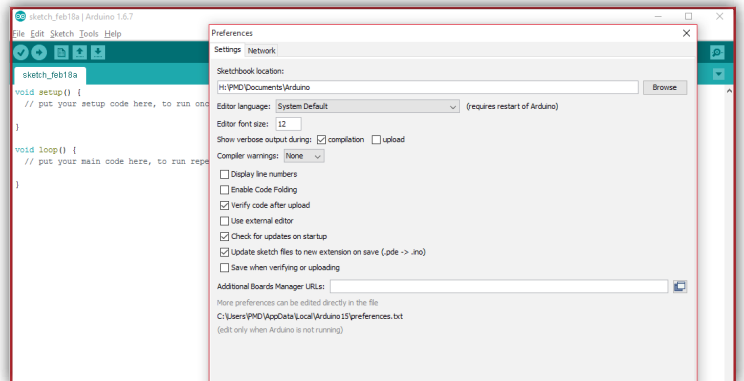 sketch_feb18a | Arduino 1.6.7
File Edit Sketch Tools Help
sketch_feb18a
void setup() {
// put your setup code here, to run onc
}
void loop() {
// put your main code here, to run repe
}
Preferences
Settings Network
Sketchbook location:
H:\PMD\Documents\Arduino Browse
Editor language: System Default (requires restart of Arduino)
Editor font size: 12
Show verbose output during: compilation upload
Compiler warnings: None
Display line numbers
Enable Code Folding
Verify code after upload
Use external editor
Check for updates on startup
Update sketch files to new extension on save (.pde -> .ino)
Save when verifying or uploading
Additional Boards Manager URLs:
More preferences can be edited directly in the file
C:\Users\PMD\AppData\Local\Arduino15\preferences.txt
(edit only when Arduino is not running)